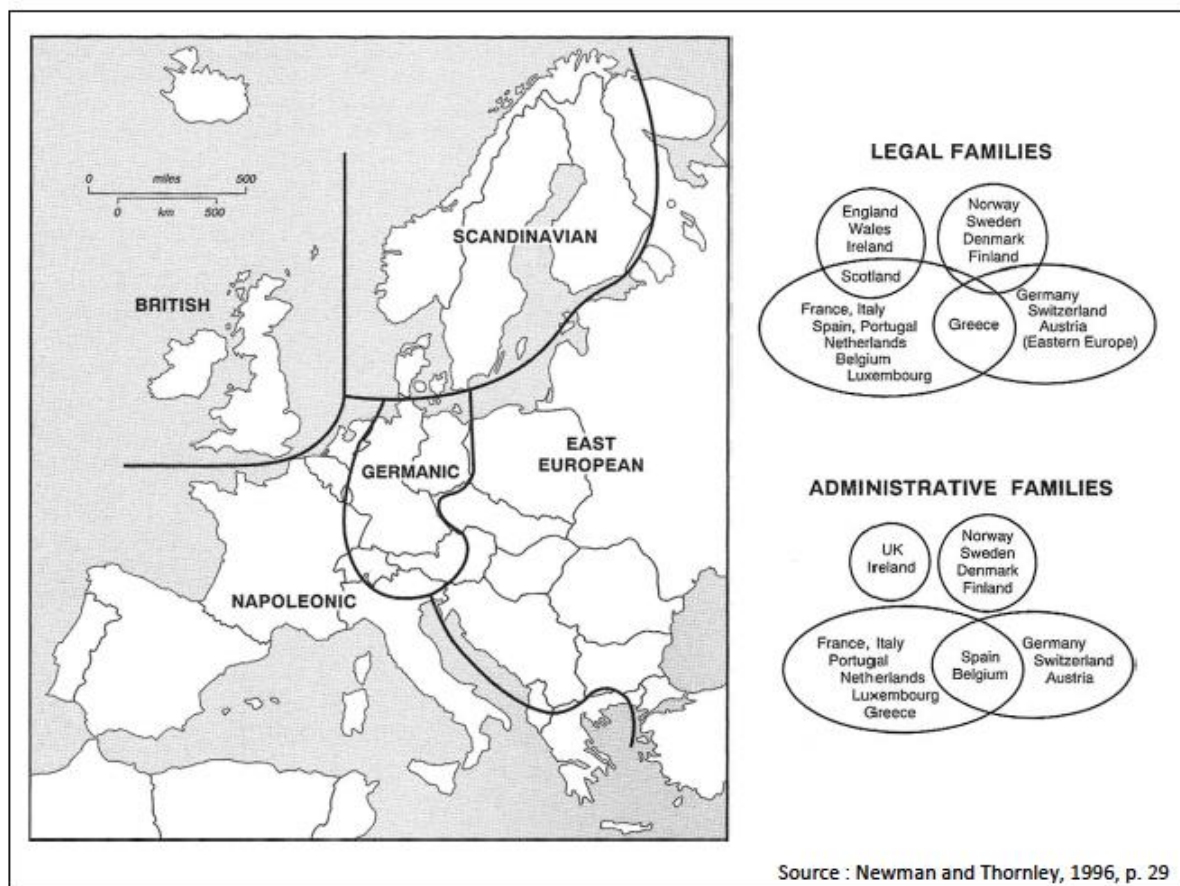 0 miles 500
0 km 500
SCANDINAVIAN
BRITISH
EAST
EUROPEAN
GERMANIC
NAPOLEONIC
LEGAL FAMILIES
England
Wales
Ireland
Scotland
Norway
Sweden
Denmark
Finland
France, Italy
Spain, Portugal
Netherlands
Belgium
Luxembourg
Greece
Germany
Switzerland
Austria
(Eastern Europe)
ADMINISTRATIVE FAMILIES
UK
Ireland
Norway
Sweden
Denmark
Finland
France, Italy
Portugal
Netherlands
Luxembourg
Greece
Spain
Belgium
Germany
Switzerland
Austria
Source : Newman and Thornley, 1996, p. 29